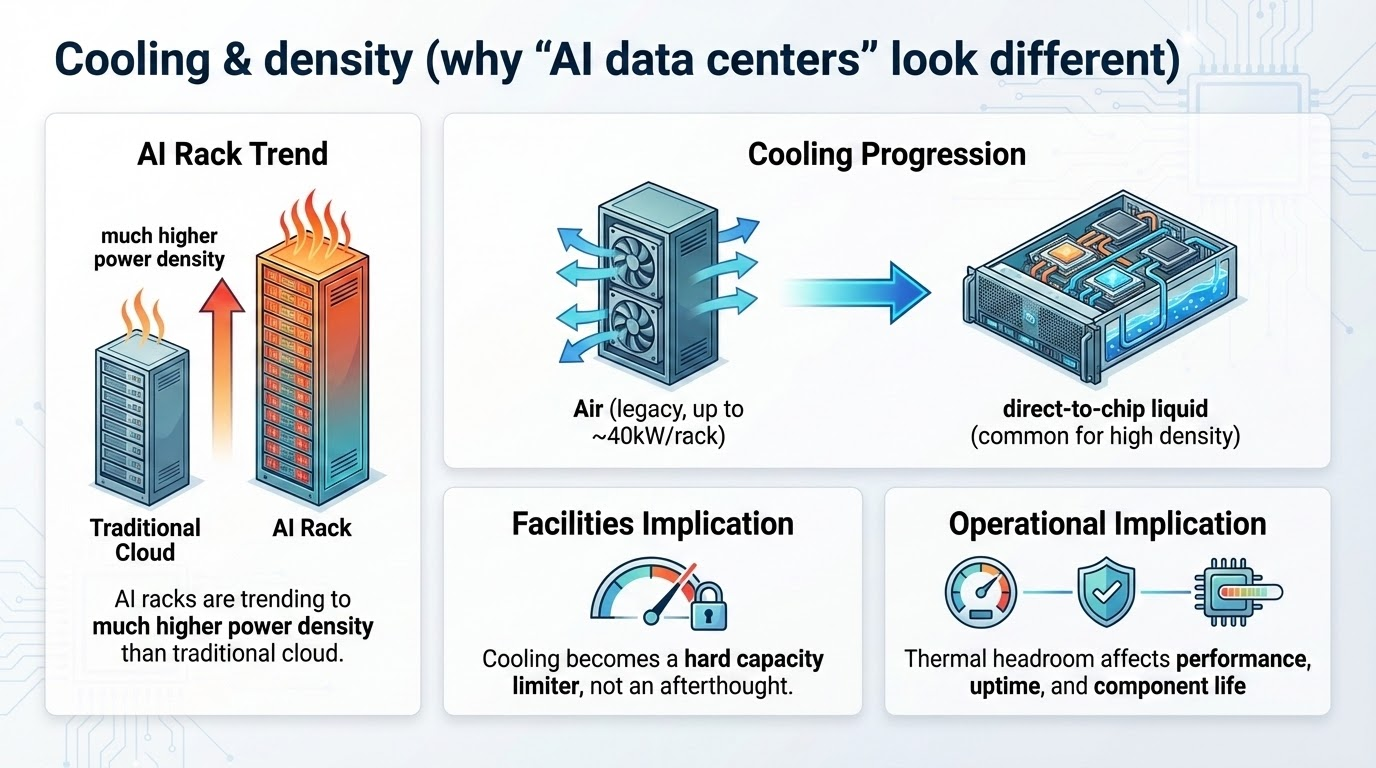 Cooling & density (why “AI data centers” look different)
AI Rack Trend
much higher
power density
Traditional
Cloud
AI Rack
AI racks are trending to
much higher power density
than traditional cloud.
Cooling Progression
Air (legacy, up to
~40kW/rack)
direct-to-chip liquid
(common for high density)
Facilities Implication
Cooling becomes a hard capacity
limiter, not an afterthought.
Operational Implication
Thermal headroom affects performance,
uptime, and component life